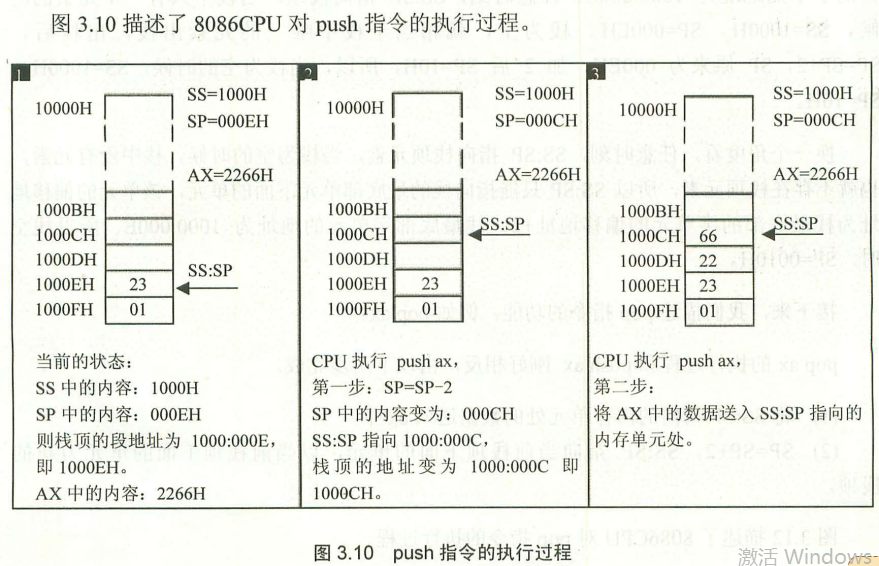 图 3.10 描述了 8086CPU 对 push 指令的执行过程。
1
10000H
SS=1000H
SP=000EH
AX=2266H
1000BH
1000CH
1000DH
1000EH
23
SS:SP
1000FH
01
当前的状态:
SS 中的内容: 1000H
SP 中的内容: 000EH
则栈顶的段地址为 1000:000E,
即 1000EH。
AX 中的内容: 2266H
2
10000H
SS=1000H
SP=000CH
AX=2266H
1000BH
1000CH
SS:SP
1000DH
1000EH
23
1000FH
01
CPU 执行 push ax,
第一步: SP=SP-2
SP 中的内容变为: 000CH
SS:SP 指向 1000:000C,
栈顶的地址变为 1000:000C 即
1000CH。
3
10000H
SS=1000H
SP=000CH
AX=2266H
1000BH
1000CH
66
SS:SP
1000DH
22
1000EH
23
1000FH
01
CPU 执行 push ax,
第二步:
将 AX 中的数据送入 SS:SP 指向的
内存单元处。
图 3.10 push 指令的执行过程
激活 Windows